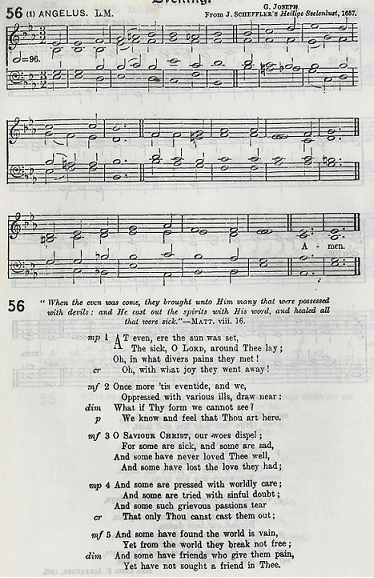 Evening.
56 (1) ANGELUS. L.M.
G. JOSEPH.
From J. SCHEFFLER'S Heilige Seelenlust, 1657.
=96.
A - men.
56
"When the even was come, they brought unto Him many that were possessed
with devils: and He cast out the spirits with His word, and healed all
that were sick."—MATT. viii. 16.
mp 1 AT even, ere the sun was set,
The sick, O LORD, around Thee lay;
Oh, in what divers pains they met!
cr Oh, with what joy they went away!
mf 2 Once more 'tis eventide, and we,
Oppressed with various ills, draw near:
dim What if Thy form we cannot see?
p We know and feel that Thou art here.
mf 3 O SAVIOUR CHRIST, our woes dispel;
For some are sick, and some are sad,
And some have never loved Thee well,
And some have lost the love they had;
mp 4 And some are pressed with worldly care;
And some are tried with sinful doubt;
And some such grievous passions tear
cr That only Thou canst cast them out;
mf 5 And some have found the world is vain,
Yet from the world they break not free;
dim And some have friends who give them pain,
Yet have not sought a friend in Thee.